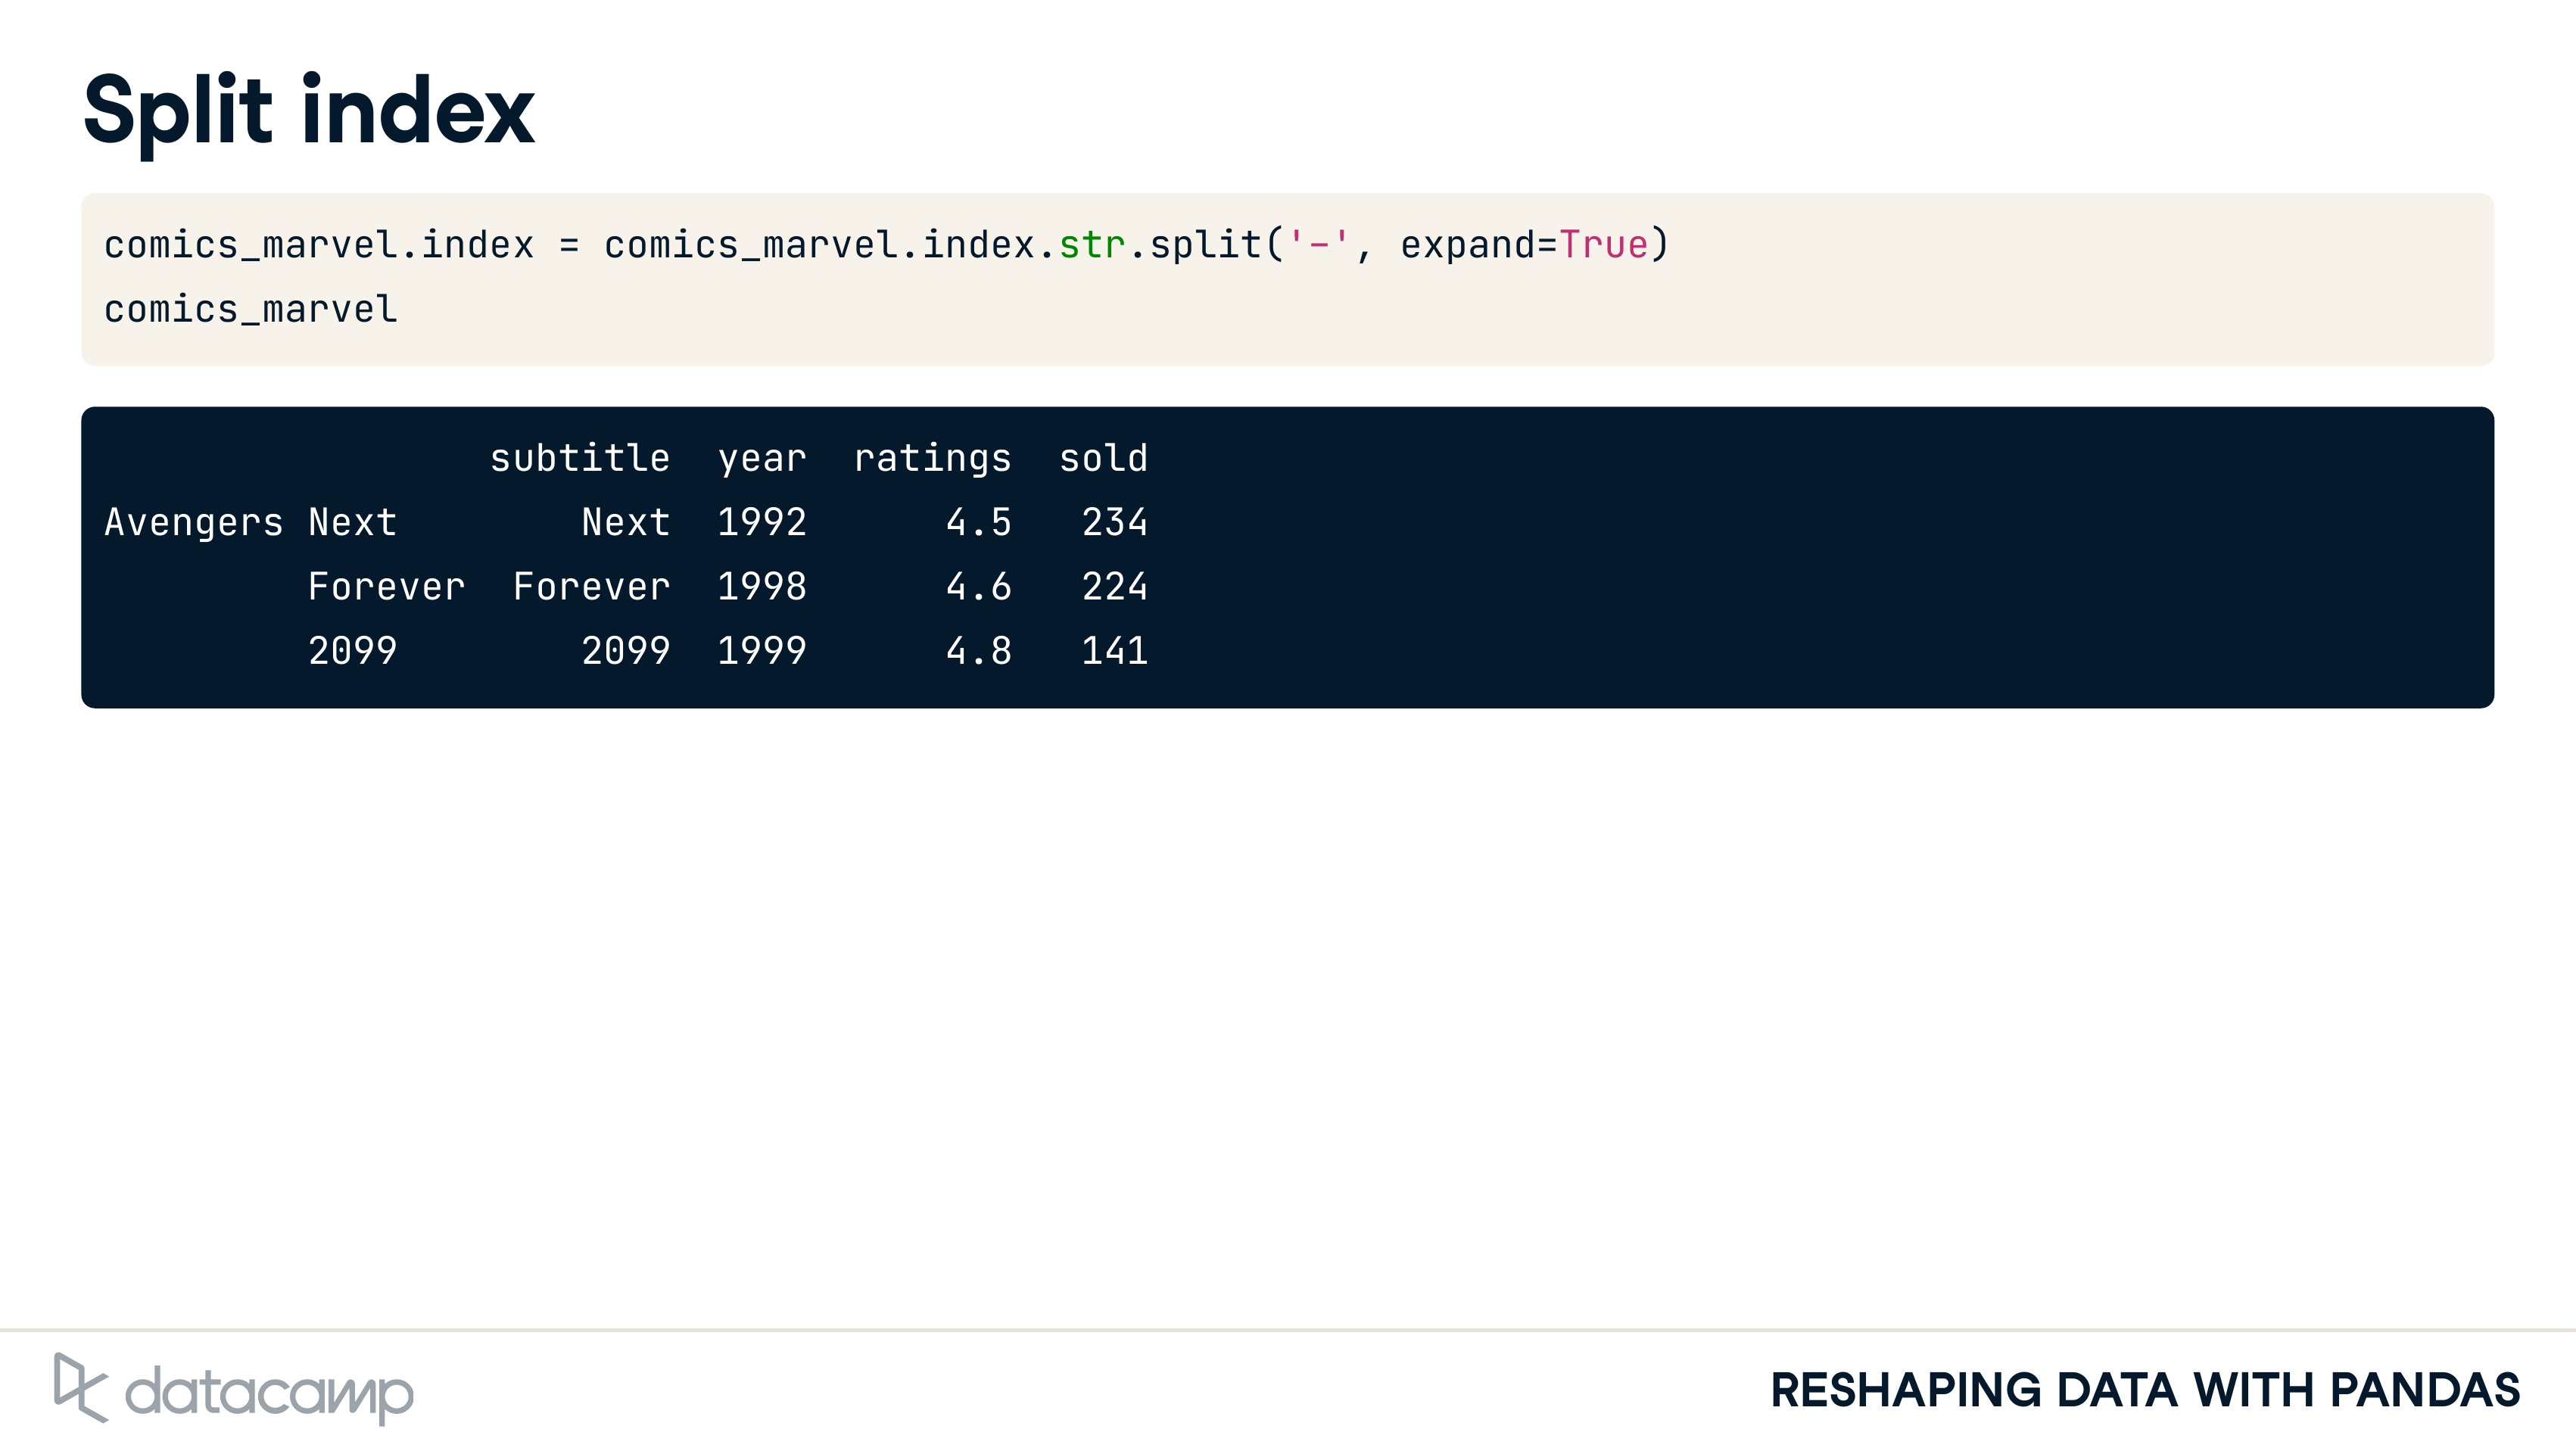 Split index
comics_marvel.index = comics_marvel.index.str.split('-', expand=True)
comics_marvel
subtitle year ratings sold
Avengers Next Next 1992 4.5 234
Forever Forever 1998 4.6 224
2099 2099 1999 4.8 141
datacamp
RESHAPING DATA WITH PANDAS